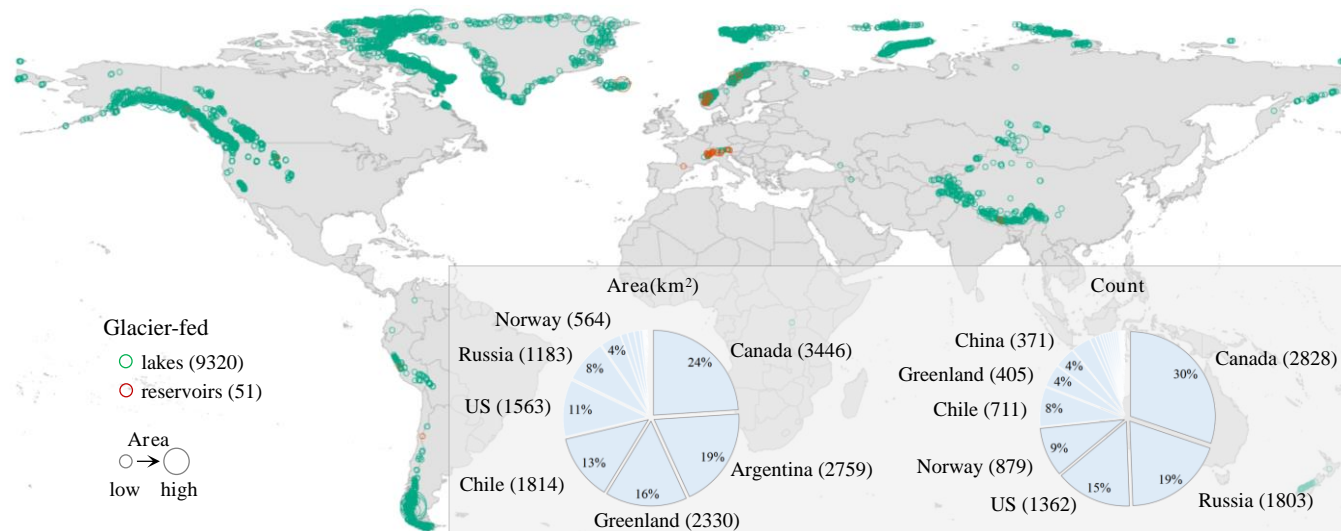 Glacier-fed
lakes (9320)
reservoirs (51)
Area
low
high
Area(km²)
Canada (3446)
24%
Argentina (2759)
19%
Greenland (2330)
16%
Chile (1814)
13%
US (1563)
11%
Russia (1183)
8%
Norway (564)
4%
Count
Canada (2828)
30%
Russia (1803)
19%
US (1362)
15%
Norway (879)
9%
Chile (711)
8%
Greenland (405)
4%
China (371)
4%